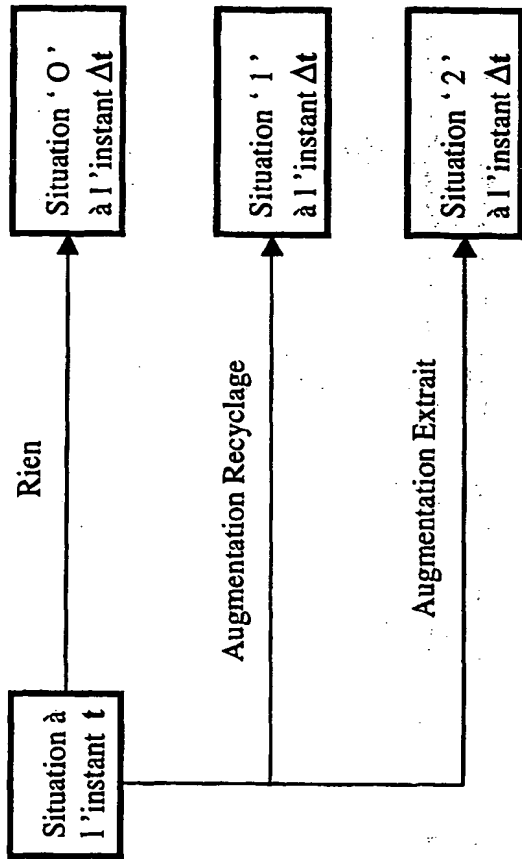 Situation à
l'instant t
Rien
Situation ' O '
à l'instant Δt
Augmentation Recyclage
Situation ' 1 '
à l'instant Δt
Augmentation Extrait
Situation ' 2 '
à l'instant Δt